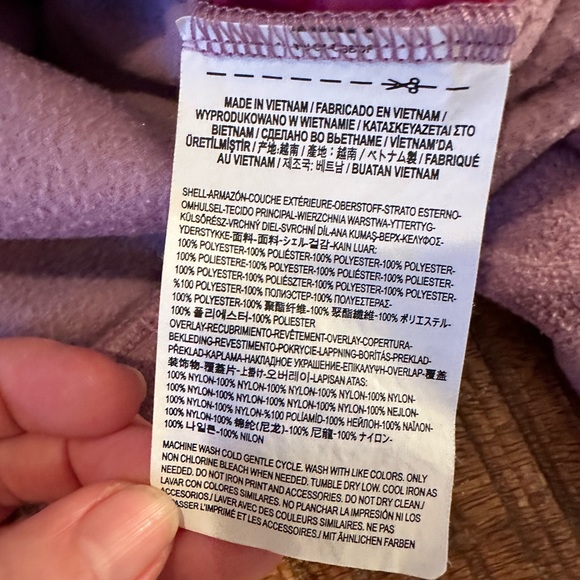 MADE IN VIETNAM / FABRICADO EN VIETNAM /
WYPRODUKOWANO W WIETNAMIE / ΚΑΤΑΣΚΕΥΑΖΕΤΑΙ ΣΤΟ
ΒΙΕΤΝΑΜ / СДЕЛАНО ВО ВЬЕТНАМЕ / VİETNAM'DA
ÜRETİLMİŞTİR / 产地:越南 / 產地：越南 / ベトナム製 / FABRIQUÉ
AU VIETNAM / 제조국: 베트남 / BUATAN VIETNAM
SHELL-ARMAZÓN-COUCHE EXTÉRIEURE-OBERSTOFF-STRATO ESTERNO-
OMHULSEL-TECIDO PRINCIPAL-WIERZCHNIA WARSTWA-YTTERTYG-
KÜLSŐRÉSZ-VRCHNÝ DIEL-SVRCHNÍ DÍL-ANA KUMAŞ-ВЕРХ-ΚΕΛΥΦΟΣ-
YDERSTYKKE-面料-面料-シェル-겉감-KAIN LUAR:
100% POLYESTER-100% POLIÉSTER-100% POLYESTER-100% POLYESTER-
100% POLIESTERE-100% POLYESTER-100% POLIÉSTER-100% POLIESTER-
100% POLYESTER-100% POLIÉSZTER-100% POLYESTER-100% POLYESTER-
%100 POLYESTER-100% ПОЛИЭСТЕР-100% ΠΟΛΥΕΣΤΕΡΑΣ-
100% POLYESTER-100% 聚酯纤维-100% 聚酯纖維-100% ポリエステル-
100% 폴리에스터-100% POLIESTER
OVERLAY-RECUBRIMIENTO-REVÊTEMENT-OVERLAY-COPERTURA-
BEKLEDING-REVESTIMENTO-POKRYCIE-LAPPNING-BORÍTÁS-PREKLAD-
PŘEKLAD-KAPLAMA-НАКЛАДНОЕ УКРАШЕНИЕ-ΕΠΙΚΑΛΥΨΗ-OVERLAP-覆盖
装饰物-覆蓋片-上掛け-오버레이-LAPISAN ATAS:
100% NYLON-100% NYLON-100% NYLON-100% NYLON-
100% NYLON-100% NYLON-100% NYLON-100% NEJLON-
100% NYLON-100% NYLON-%100 POLİAMİD-100% НЕЙЛОН-100% ΝΑΪΛΟΝ-
100% NYLON-100% 锦纶(尼龙)-100% 尼龍-100% ナイロン-
100% 나일론-100% NILON
MACHINE WASH COLD GENTLE CYCLE. WASH WITH LIKE COLORS. ONLY
NON CHLORINE BLEACH WHEN NEEDED. TUMBLE DRY LOW. COOL IRON AS
NEEDED. DO NOT IRON PRINT AND ACCESSORIES. DO NOT DRY CLEAN./
LAVAR CON COLORES SIMILARES. NO PLANCHAR LA IMPRESIÓN NI LOS
ACCESORIOS./ LAVER AVEC DES COULEURS SIMILAIRES. NE PAS
REPASSER L'IMPRIMÉ ET LES ACCESSOIRES./ MIT ÄHNLICHEN FARBEN